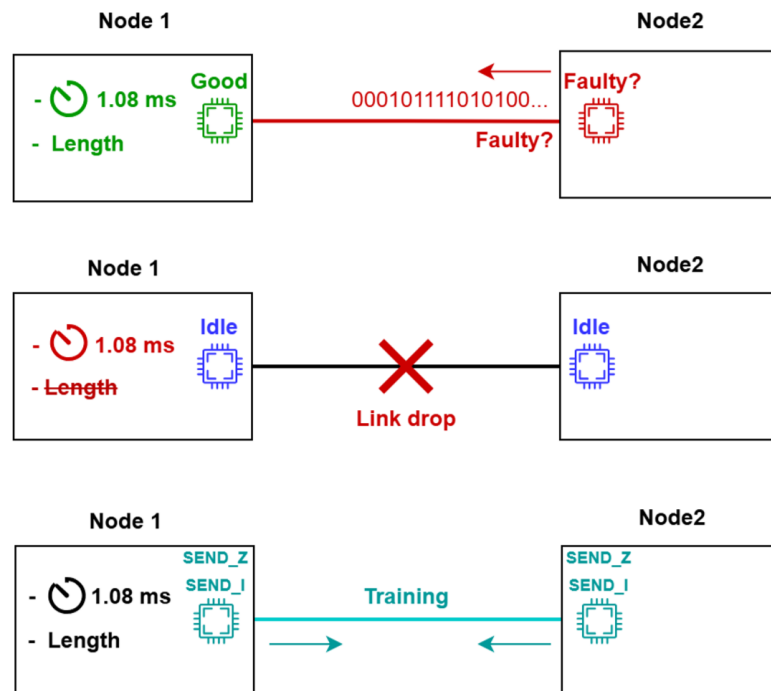 Node 1
Node2
Good
Faulty?
- 1.08 ms
000101111010100...
- Length
Faulty?
Node 1
Node2
Idle
Idle
- 1.08 ms
- Length
Link drop
Node 1
Node2
SEND_Z
SEND_Z
SEND_I
SEND_I
- 1.08 ms
Training
- Length